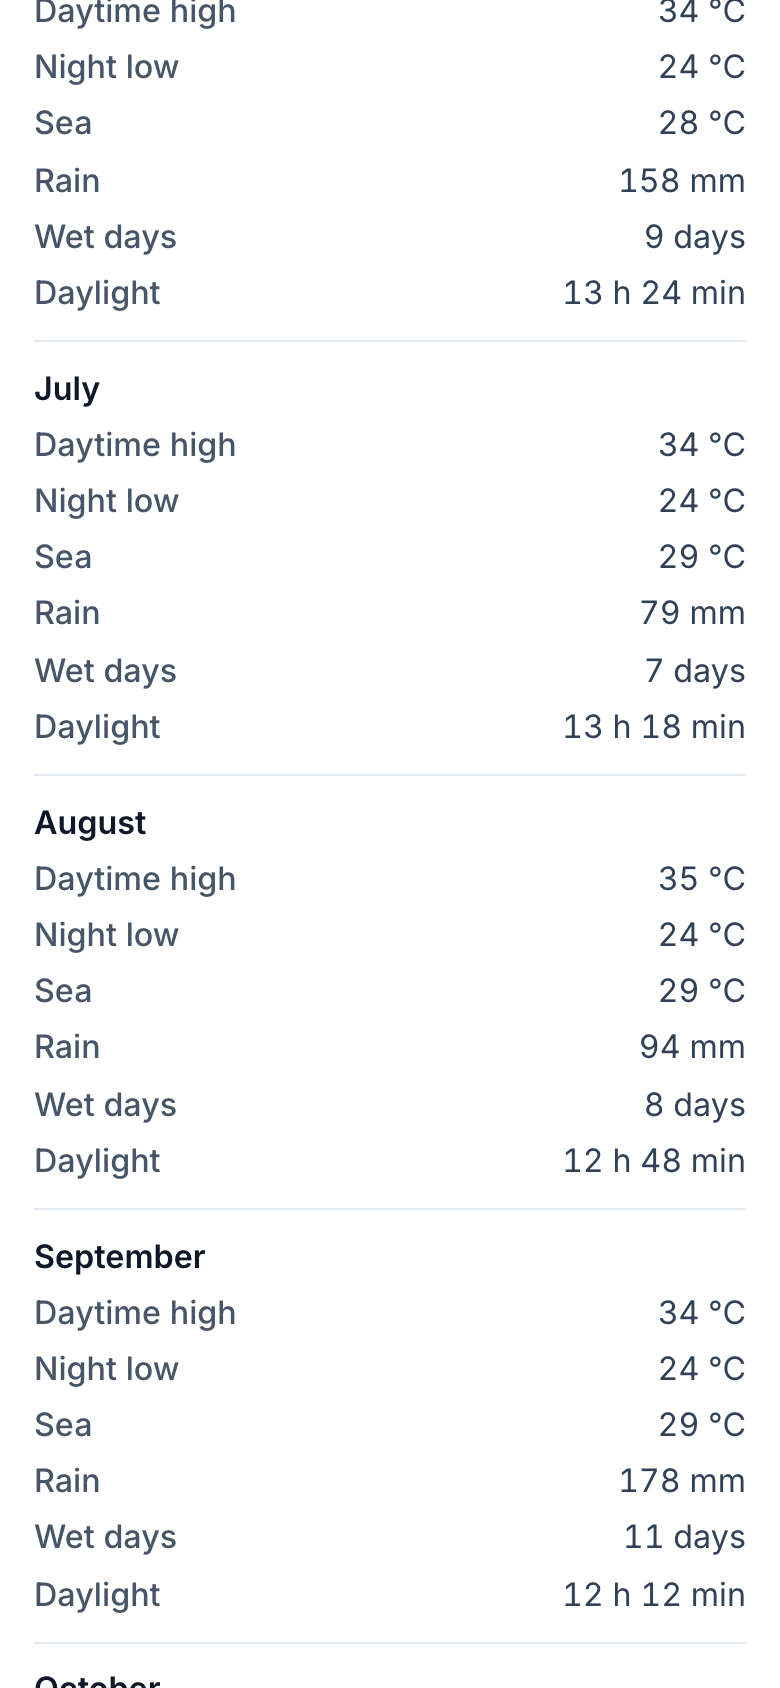 Daytime high 34 °C
Night low 24 °C
Sea 28 °C
Rain 158 mm
Wet days 9 days
Daylight 13 h 24 min
July
Daytime high 34 °C
Night low 24 °C
Sea 29 °C
Rain 79 mm
Wet days 7 days
Daylight 13 h 18 min
August
Daytime high 35 °C
Night low 24 °C
Sea 29 °C
Rain 94 mm
Wet days 8 days
Daylight 12 h 48 min
September
Daytime high 34 °C
Night low 24 °C
Sea 29 °C
Rain 178 mm
Wet days 11 days
Daylight 12 h 12 min
October